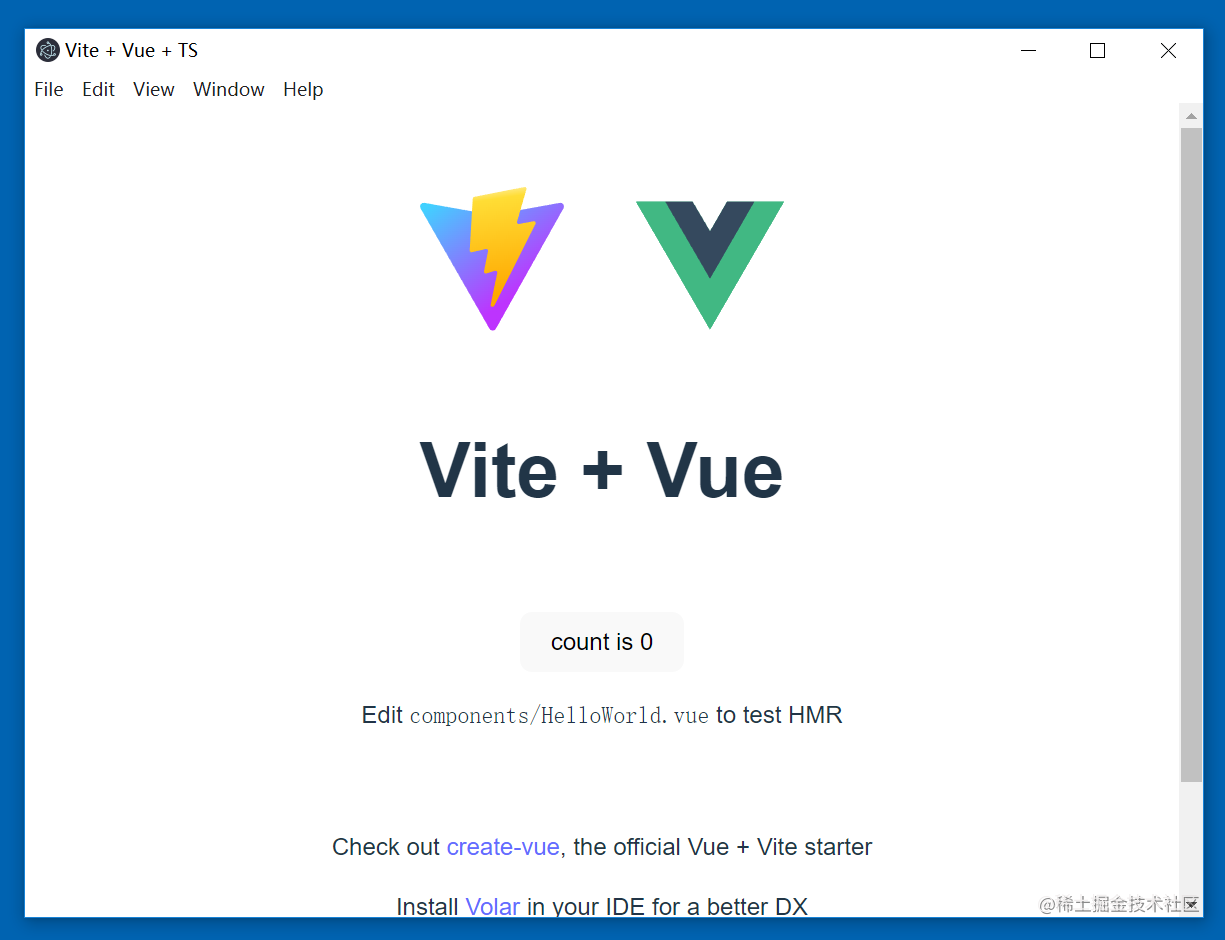 Vite + Vue + TS
File Edit View Window Help
Vite + Vue
count is 0
Edit components/HelloWorld.vue to test HMR
Check out create-vue, the official Vue + Vite starter
Install Volar in your IDE for a better DX
@稀土掘金技术社区